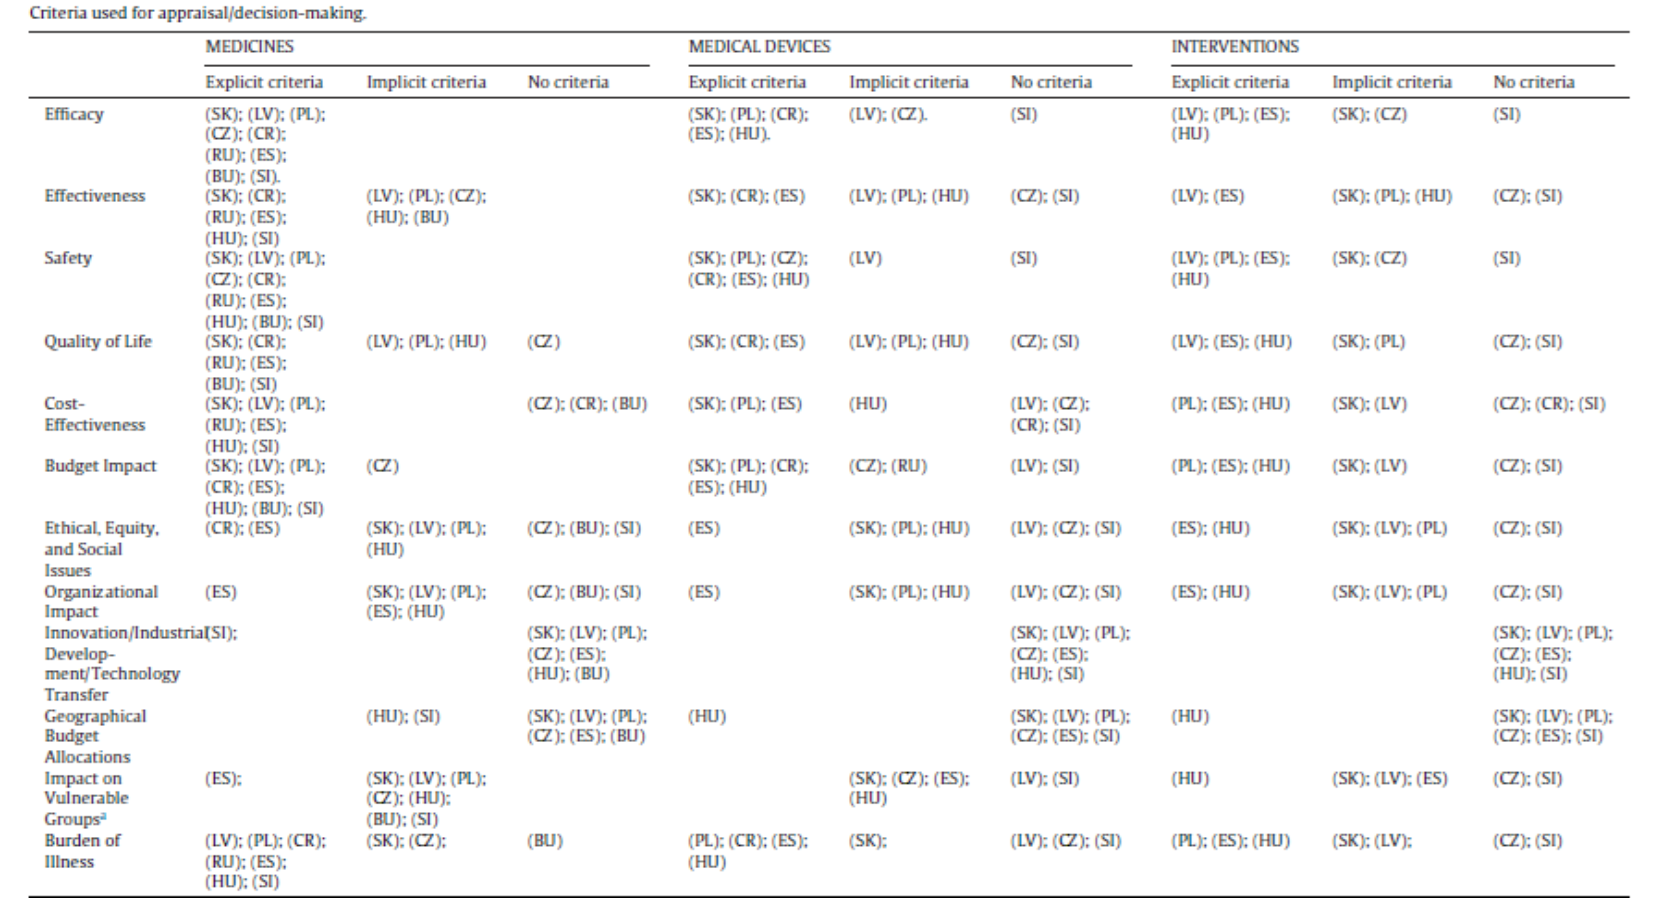 Criteria used for appraisal/decision-making.
MEDICINES MEDICAL DEVICES INTERVENTIONS
Explicit criteria Implicit criteria No criteria Explicit criteria Implicit criteria No criteria Explicit criteria Implicit criteria No criteria
Efficacy (SK); (LV); (PL); (SK); (PL); (CR); (LV); (CZ). (SI) (LV); (PL); (ES); (SK); (CZ) (SI)
(CZ); (CR); (ES); (HU). (HU)
(RU); (ES);
(BU); (SI).
Effectiveness (SK); (CR); (LV); (PL); (CZ); (SK); (CR); (ES) (LV); (PL); (HU) (CZ); (SI) (LV); (ES) (SK); (PL); (HU) (CZ); (SI)
(RU); (ES); (HU); (BU)
(HU); (SI)
Safety (SK); (LV); (PL); (SK); (PL); (CZ); (LV) (SI) (LV); (PL); (ES); (SK); (CZ) (SI)
(CZ); (CR); (CR); (ES); (HU) (HU)
(RU); (ES);
(HU); (BU); (SI)
Quality of Life (SK); (CR); (LV); (PL); (HU) (CZ) (SK); (CR); (ES) (LV); (PL); (HU) (CZ); (SI) (LV); (ES); (HU) (SK); (PL) (CZ); (SI)
(RU); (ES);
(BU); (SI)
Cost- (SK); (LV); (PL); (CZ); (CR); (BU) (SK); (PL); (ES) (HU) (LV); (CZ); (PL); (ES); (HU) (SK); (LV) (CZ); (CR); (SI)
Effectiveness (RU); (ES); (CR); (SI)
(HU); (SI)
Budget Impact (SK); (LV); (PL); (CZ) (SK); (PL); (CR); (CZ); (RU) (LV); (SI) (PL); (ES); (HU) (SK); (LV) (CZ); (SI)
(CR); (ES); (ES); (HU)
(HU); (BU); (SI)
Ethical, Equity, (CR); (ES) (SK); (LV); (PL); (CZ); (BU); (SI) (ES) (SK); (PL); (HU) (LV); (CZ); (SI) (ES); (HU) (SK); (LV); (PL) (CZ); (SI)
and Social (HU)
Issues
Organizational (ES) (SK); (LV); (PL); (CZ); (BU); (SI) (ES) (SK); (PL); (HU) (LV); (CZ); (SI) (ES); (HU) (SK); (LV); (PL) (CZ); (SI)
Impact (ES); (HU)
Innovation/Industrial (SI); (SK); (LV); (PL); (SK); (LV); (PL); (SK); (LV); (PL);
Develop- (CZ); (ES); (CZ); (ES); (CZ); (ES);
ment/Technology (HU); (BU) (HU); (SI) (HU); (SI)
Transfer
Geographical (HU); (SI) (SK); (LV); (PL); (HU) (SK); (LV); (PL); (HU) (SK); (LV); (PL);
Budget (CZ); (ES); (BU) (CZ); (ES); (SI) (CZ); (ES); (SI)
Allocations
Impact on (ES); (SK); (LV); (PL); (SK); (CZ); (ES); (LV); (SI) (HU) (SK); (LV); (ES) (CZ); (SI)
Vulnerable (CZ); (HU); (HU)
Groupsᵃ (BU); (SI)
Burden of (LV); (PL); (CR); (SK); (CZ); (BU) (PL); (CR); (ES); (SK); (LV); (CZ); (SI) (PL); (ES); (HU) (SK); (LV); (CZ); (SI)
Illness (RU); (ES); (HU)
(HU); (SI)